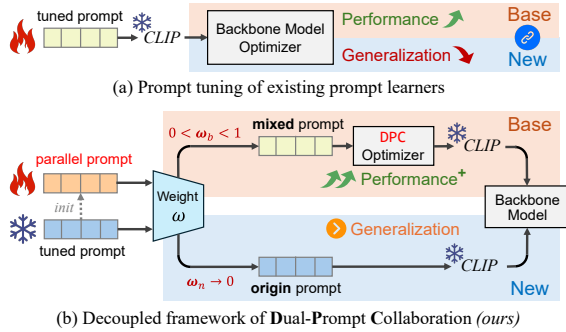 tuned prompt
CLIP
Backbone Model
Optimizer
Performance
Generalization
Base
New
(a) Prompt tuning of existing prompt learners
parallel prompt
init
tuned prompt
Weight
ω
0 < ω_b < 1
mixed prompt
DPC
Optimizer
CLIP
Performance⁺
Base
Backbone
Model
Generalization
ω_n → 0
origin prompt
CLIP
New
(b) Decoupled framework of Dual-Prompt Collaboration (ours)